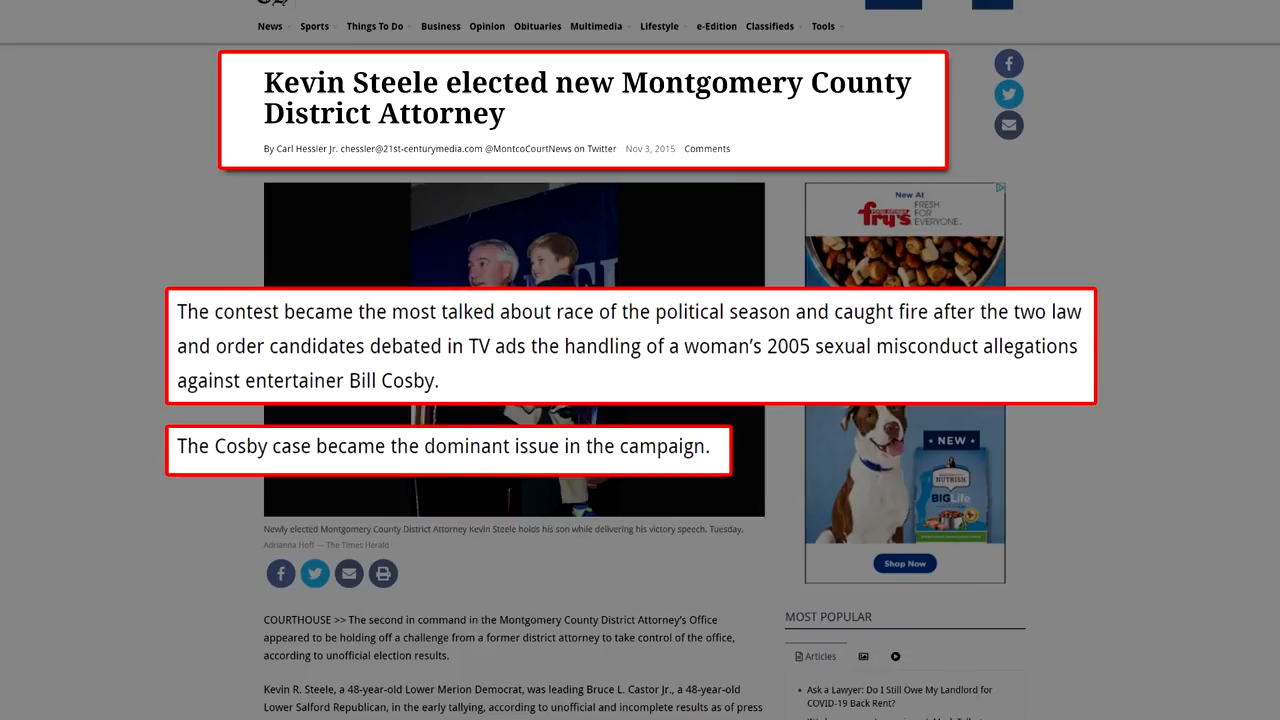 News Sports Things To Do Business Opinion Obituaries Multimedia Lifestyle e-Edition Classifieds Tools
Kevin Steele elected new Montgomery County
District Attorney
By Carl Hessler Jr. chessler@21st-centurymedia.com @MontcoCourtNews on Twitter Nov 3, 2015 Comments
New At
fry's
FRESH
FOR
EVERYONE.
The contest became the most talked about race of the political season and caught fire after the two law
and order candidates debated in TV ads the handling of a woman's 2005 sexual misconduct allegations
against entertainer Bill Cosby.
The Cosby case became the dominant issue in the campaign.
NEW
NUTRISH
BIGLife
Shop Now
Newly elected Montgomery County District Attorney Kevin Steele holds his son while delivering his victory speech, Tuesday.
Adrianna Hoff — The Times Herald
COURTHOUSE >> The second in command in the Montgomery County District Attorney's Office
appeared to be holding off a challenge from a former district attorney to take control of the office,
according to unofficial election results.
Kevin R. Steele, a 48-year-old Lower Merion Democrat, was leading Bruce L. Castor Jr., a 48-year-old
Lower Salford Republican, in the early tallying, according to unofficial and incomplete results as of press
MOST POPULAR
Articles
Ask a Lawyer: Do I Still Owe My Landlord for
COVID-19 Back Rent?